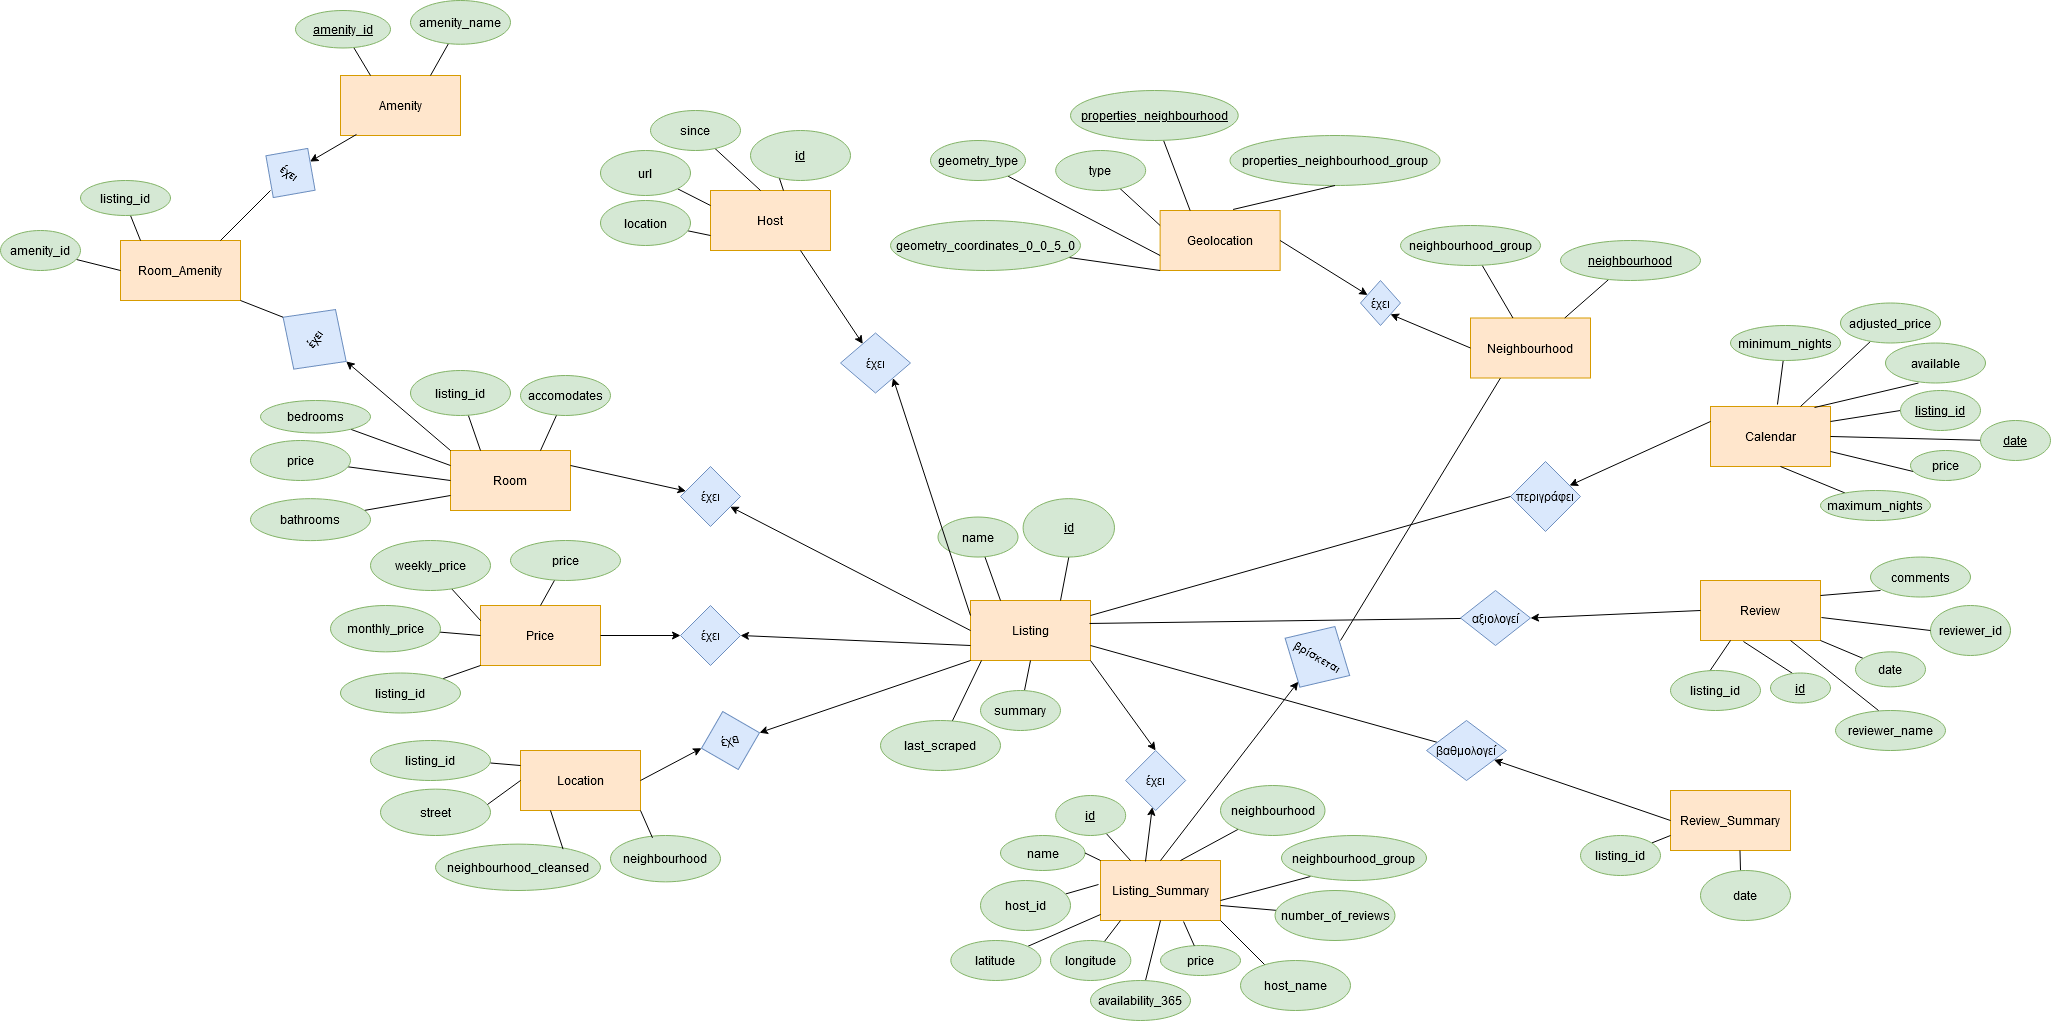 amenity_id
amenity_name
Amenity
έχει
listing_id
amenity_id
Room_Amenity
έχει
since
id
url
location
Host
έχει
properties_neighbourhood
geometry_type
type
properties_neighbourhood_group
geometry_coordinates_0_0_5_0
Geolocation
έχει
neighbourhood_group
neighbourhood
Neighbourhood
minimum_nights
adjusted_price
available
listing_id
date
price
maximum_nights
Calendar
περιγράφει
listing_id
accomodates
bedrooms
price
bathrooms
Room
έχει
name
id
Listing
last_scraped
summary
weekly_price
price
monthly_price
listing_id
Price
έχει
listing_id
street
neighbourhood_cleansed
neighbourhood
Location
έχει
αξιολογεί
Review
comments
reviewer_id
date
listing_id
id
reviewer_name
βρίσκεται
βαθμολογεί
Review_Summary
listing_id
date
έχει
id
neighbourhood
name
neighbourhood_group
host_id
Listing_Summary
number_of_reviews
latitude
longitude
price
host_name
availability_365